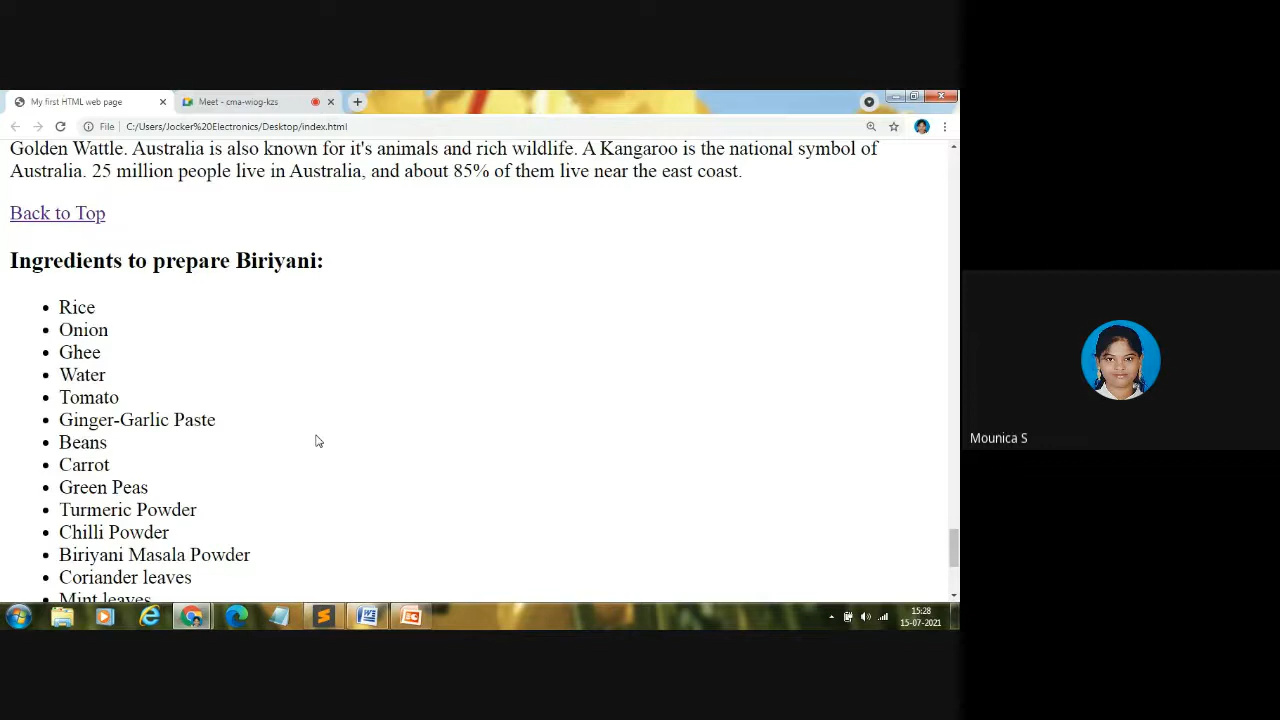 My first HTML web page
Meet - cma-wiog-kzs
File
C:/Users/Jocker%20Electronics/Desktop/index.html
Golden Wattle. Australia is also known for it's animals and rich wildlife. A Kangaroo is the national symbol of
Australia. 25 million people live in Australia, and about 85% of them live near the east coast.
Back to Top
Ingredients to prepare Biriyani:
• Rice
• Onion
• Ghee
• Water
• Tomato
• Ginger-Garlic Paste
• Beans
• Carrot
• Green Peas
• Turmeric Powder
• Chilli Powder
• Biriyani Masala Powder
• Coriander leaves
Mint leaves
Mounica S
15:28
15-07-2021